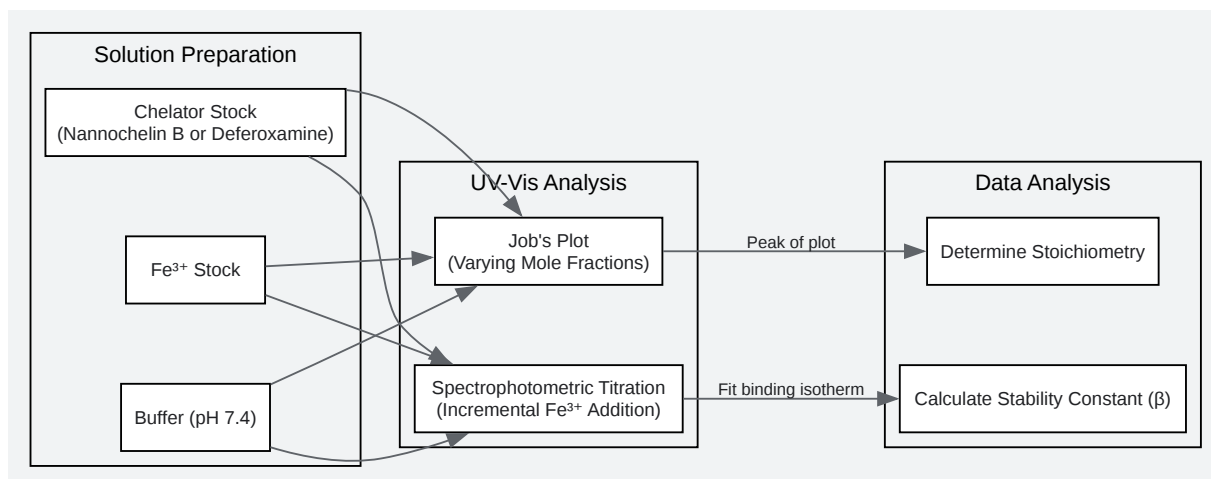 Solution Preparation
Chelator Stock
(Nannochelin B or Deferoxamine)
Fe³⁺ Stock
Buffer (pH 7.4)
UV-Vis Analysis
Job's Plot
(Varying Mole Fractions)
Spectrophotometric Titration
(Incremental Fe³⁺ Addition)
Peak of plot
Fit binding isotherm
Data Analysis
Determine Stoichiometry
Calculate Stability Constant (β)